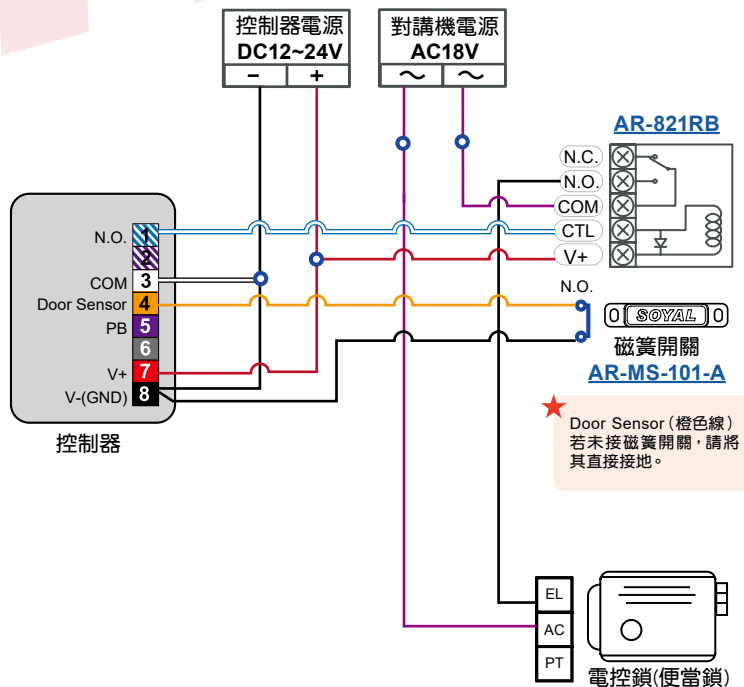 控制器電源
DC12~24V
− +
對講機電源
AC18V
～ ～
AR-821RB
N.C.
N.O.
COM
CTL
V+
N.O. 1
2
COM 3
Door Sensor 4
PB 5
6
V+ 7
V-(GND) 8
控制器
N.O.
SOYAL
磁簧開關
AR-MS-101-A
Door Sensor（橙色線）
若未接磁簧開關，請將
其直接接地。
EL
AC
PT
電控鎖(便當鎖)